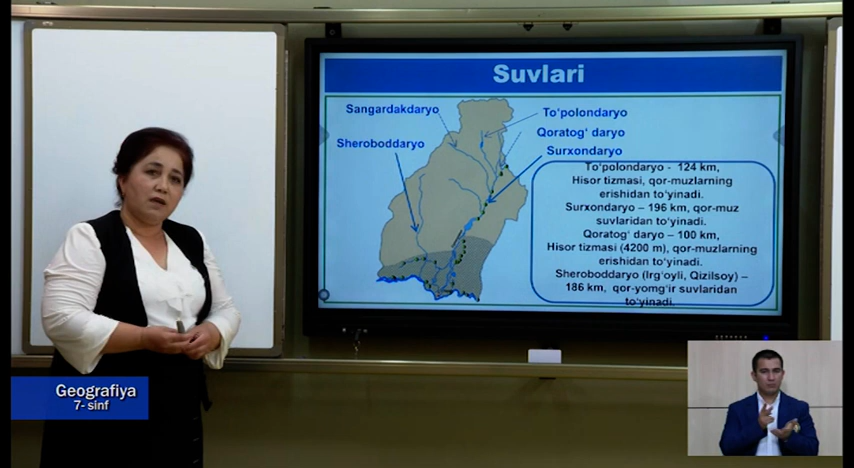 Suvlari
Sangardakdaryo
To‘polondaryo
Qoratog‘ daryo
Sheroboddaryo
Surxondaryo
To‘polondaryo - 124 km,
Hisor tizmasi, qor-muzlarning
erishidan to‘yinadi.
Surxondaryo – 196 km, qor-muz
suvlaridan to‘yinadi.
Qoratog‘ daryo – 100 km,
Hisor tizmasi (4200 m), qor-muzlarning
erishidan to‘yinadi.
Sheroboddaryo (Irg‘oyli, Qizilsoy) –
186 km, qor-yomg‘ir suvlaridan
to‘yinadi.
Geografiya
7- sinf